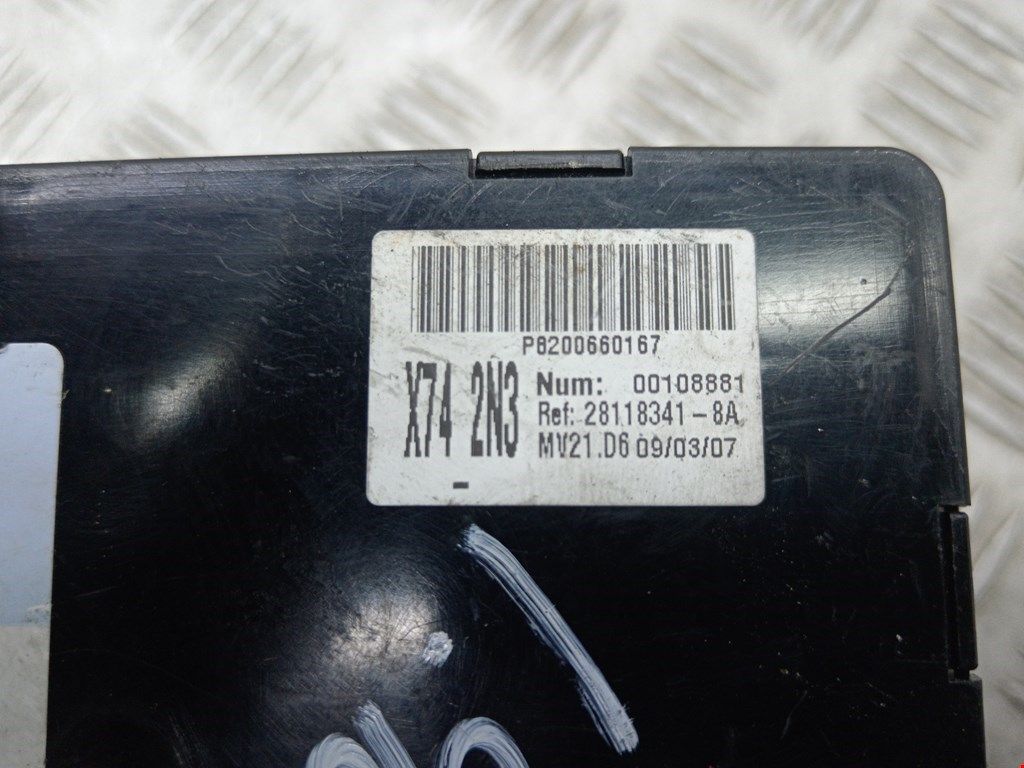 P8200660167
X74 2N3
Num: 00108881
Ref: 28118341-8A
MV21.D6 09/03/07
-